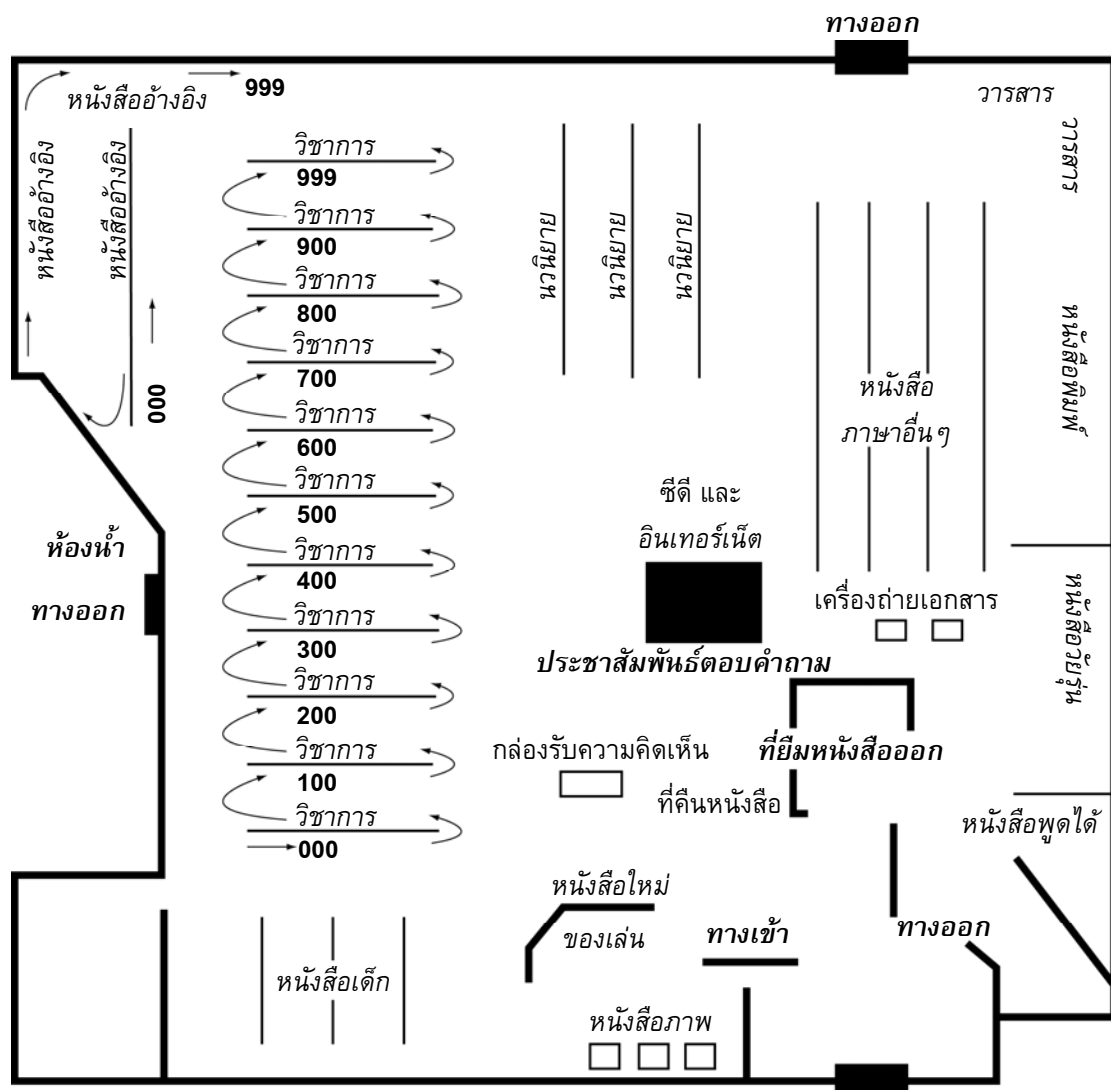 ทางออก
วารสาร
หนังสืออ้างอิง
999
วารสาร
หนังสืออ้างอิง
หนังสืออ้างอิง
วิชาการ
999
วิชาการ
900
วิชาการ
800
วิชาการ
700
วิชาการ
600
วิชาการ
500
วิชาการ
400
วิชาการ
300
วิชาการ
200
วิชาการ
100
วิชาการ
000
000
นวนิยาย
นวนิยาย
นวนิยาย
หนังสือ
ภาษาอื่นๆ
หนังสือพิมพ์
ห้องน้ำ
ทางออก
ซีดี และ
อินเทอร์เน็ต
เครื่องถ่ายเอกสาร
หนังสือวัยรุ่น
ประชาสัมพันธ์ตอบคำถาม
กล่องรับความคิดเห็น
ที่ยืมหนังสือออก
ที่คืนหนังสือ
หนังสือพูดได้
หนังสือใหม่
ของเล่น
ทางเข้า
ทางออก
หนังสือเด็ก
หนังสือภาพ